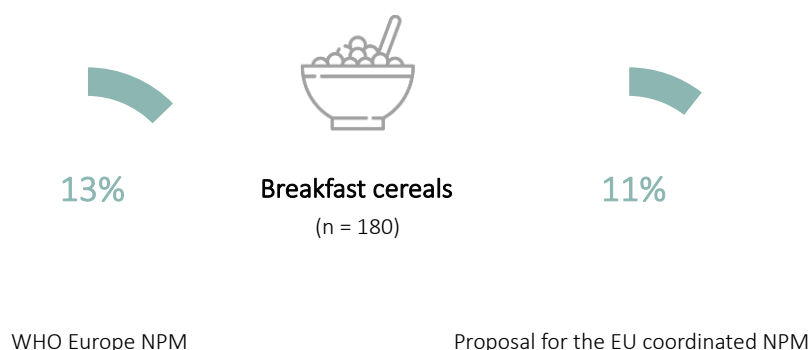 13%
Breakfast cereals
11%
(n = 180)
WHO Europe NPM
Proposal for the EU coordinated NPM